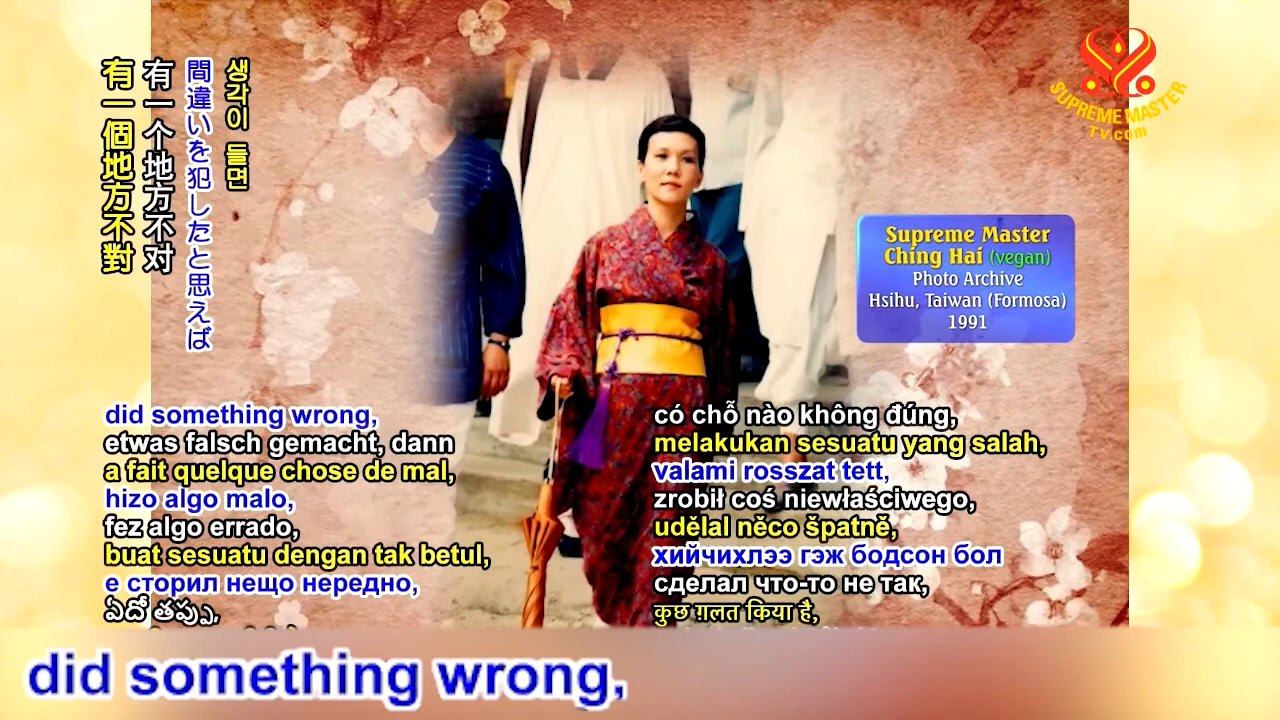 有一個地方不對
有一个地方不对
間違いを犯したと思えば
생각이 들면
SUPREME MASTER
TV.com
Supreme Master
Ching Hai (vegan)
Photo Archive
Hsihu, Taiwan (Formosa)
1991
did something wrong,
etwas falsch gemacht, dann
a fait quelque chose de mal,
hizo algo malo,
fez algo errado,
buat sesuatu dengan tak betul,
е сторил нещо нередно,
ఏదో తప్పు,
có chỗ nào không đúng,
melakukan sesuatu yang salah,
valami rosszat tett,
zrobił coś niewłaściwego,
udělal něco špatně,
хийчихлээ гэж бодсон бол
сделал что-то не так,
कुछ ग़लत किया है,
did something wrong,